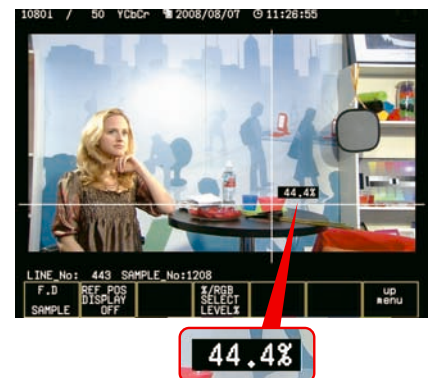 1080i / 50 YCbCr 2008/08/07 11:26:55
44.4%
LINE_No: 443 SAMPLE_No:1208
F.D SAMPLE
REF POS DISPLAY OFF
%/RGB SELECT LEVEL%
up menu
44.4%